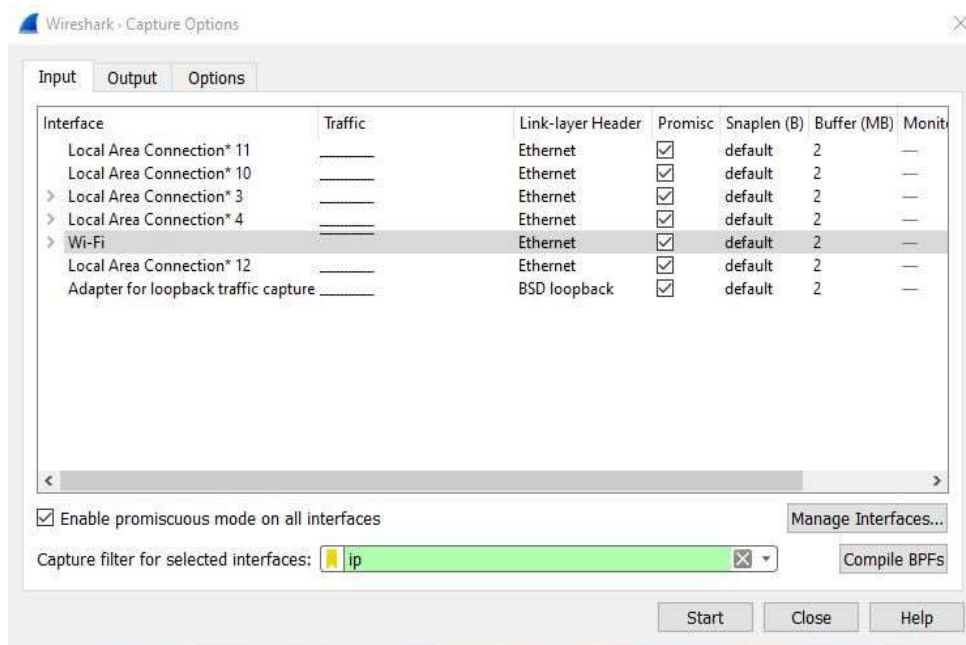 Wireshark · Capture Options
Input Output Options
Interface Traffic Link-layer Header Promisc Snaplen (B) Buffer (MB) Monito
Local Area Connection* 11 Ethernet default 2 —
Local Area Connection* 10 Ethernet default 2 —
Local Area Connection* 3 Ethernet default 2 —
Local Area Connection* 4 Ethernet default 2 —
Wi-Fi Ethernet default 2 —
Local Area Connection* 12 Ethernet default 2 —
Adapter for loopback traffic capture BSD loopback default 2 —
Enable promiscuous mode on all interfaces Manage Interfaces...
Capture filter for selected interfaces: ip Compile BPFs
Start Close Help